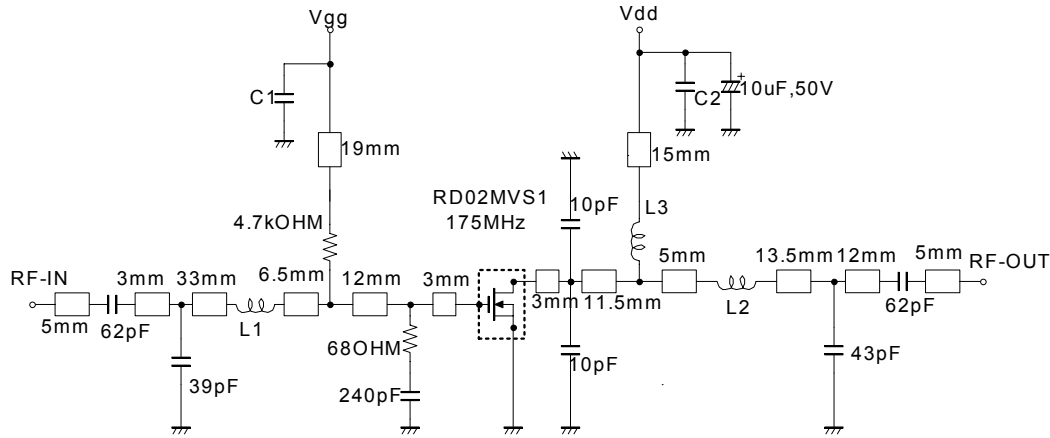 Vgg
Vdd
C1
C2
+
10uF,50V
19mm
15mm
RD02MVS1
175MHz
10pF
L3
4.7kOHM
RF-IN
3mm
33mm
6.5mm
12mm
3mm
5mm
13.5mm
12mm
5mm
RF-OUT
5mm
62pF
L1
3mm
11.5mm
L2
62pF
68OHM
39pF
240pF
10pF
43pF